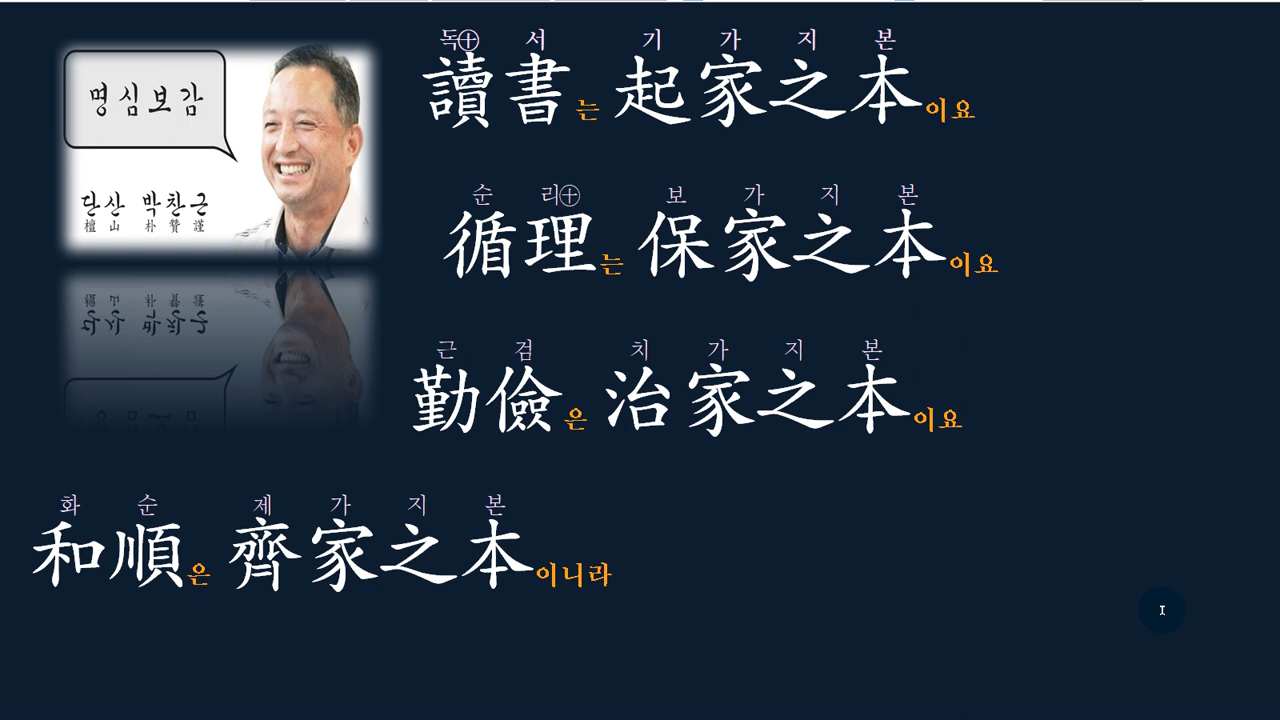 명심보감
단산 박찬근
檀山 朴贊謹
독㊉ 서 기 가 지 본
讀書는 起家之本이요
순 리㊉ 보 가 지 본
循理는 保家之本이요
근 검 치 가 지 본
勤儉은 治家之本이요
화 순 제 가 지 본
和順은 齊家之本이니라